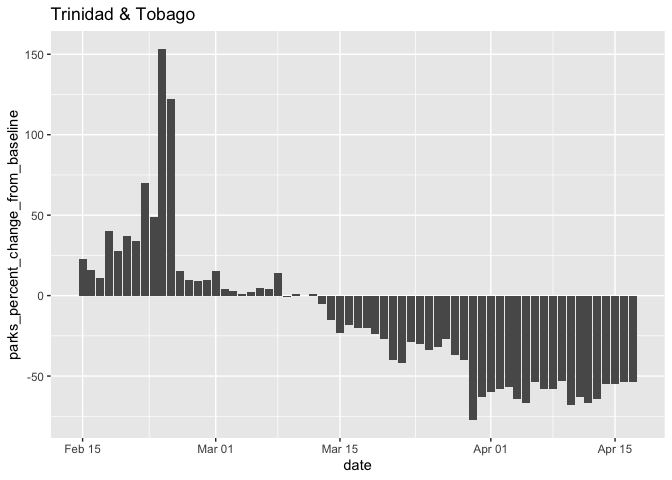 Trinidad & Tobago
parks_percent_change_from_baseline
150
100
50
0
-50
Feb 15
Mar 01
Mar 15
Apr 01
Apr 15
date